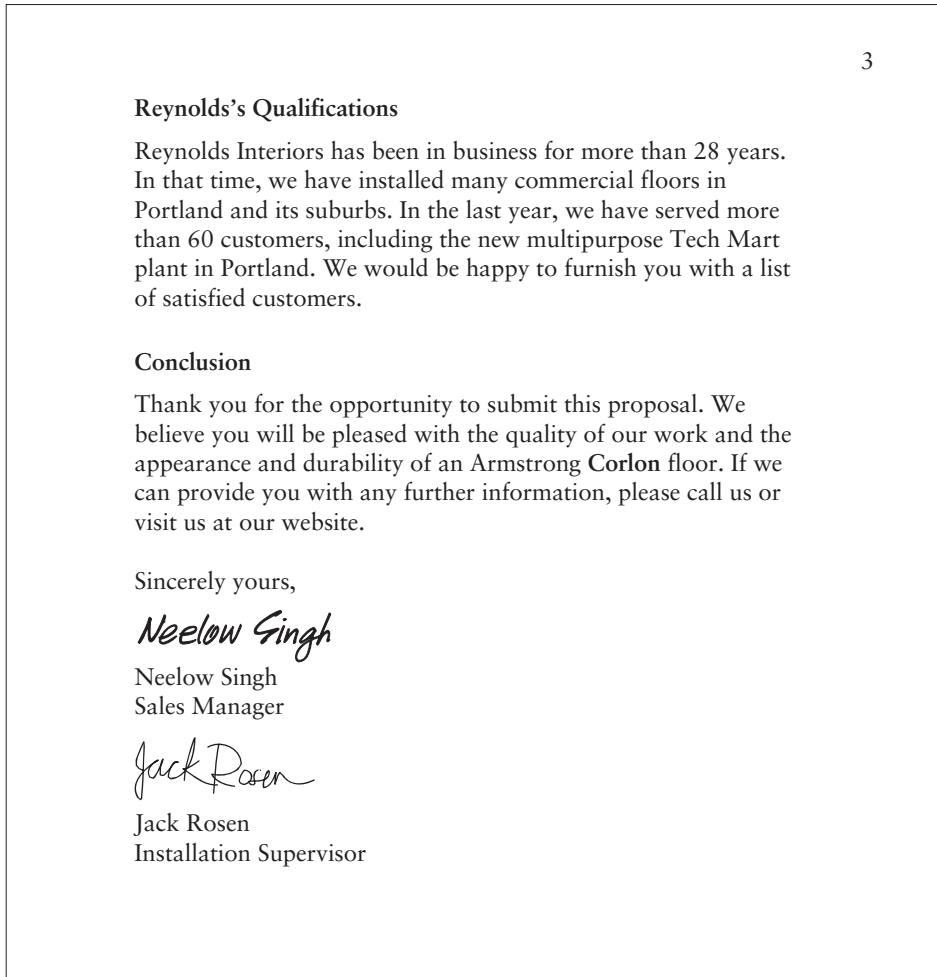 3
Reynolds’s Qualifications
Reynolds Interiors has been in business for more than 28 years.
In that time, we have installed many commercial floors in
Portland and its suburbs. In the last year, we have served more
than 60 customers, including the new multipurpose Tech Mart
plant in Portland. We would be happy to furnish you with a list
of satisfied customers.
Conclusion
Thank you for the opportunity to submit this proposal. We
believe you will be pleased with the quality of our work and the
appearance and durability of an Armstrong Corlon floor. If we
can provide you with any further information, please call us or
visit us at our website.
Sincerely yours,
Neelow Singh
Neelow Singh
Sales Manager
Jack Rosen
Jack Rosen
Installation Supervisor